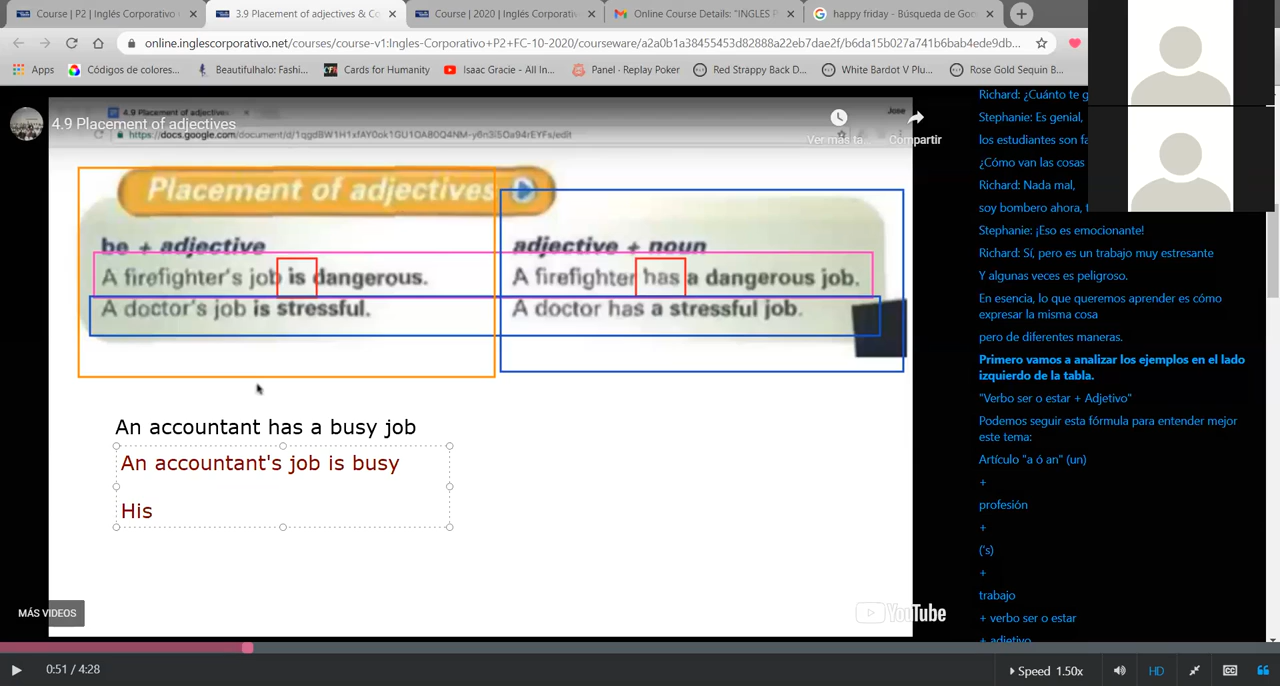 Course | P2 | Inglés Corporativo
3.9 Placement of adjectives & Co
Course | 2020 | Inglés Corporativ
Online Course Details: "INGLES P
happy friday - Búsqueda de Goo
online.inglescorporativo.net/courses/course-v1:Ingles-Corporativo+P2+FC-10-2020/courseware/a2a0b1a38455453d82888a22eb7dae2f/b6da15b027a741b6bab4ede9db...
Apps
Códigos de colores...
Beautifulhalo: Fashi...
Cards for Humanity
Isaac Gracie - All In...
Panel · Replay Poker
Red Strappy Back D...
White Bardot V Plu...
Rose Gold Sequin B...
4.9 Placement of adjectives
Jose
4.9 Placement of adjectives
Ver más ta...
Compartir
Placement of adjectives
be + adjective
adjective + noun
A firefighter's job is dangerous.
A firefighter has a dangerous job.
A doctor's job is stressful.
A doctor has a stressful job.
An accountant has a busy job
An accountant's job is busy
His
MÁS VIDEOS
YouTube
0:51 / 4:28
Speed 1.50x
HD
CC
Richard: ¿Cuánto te g
Stephanie: Es genial,
los estudiantes son fa
¿Cómo van las cosas
Richard: Nada mal,
soy bombero ahora, t
Stephanie: ¡Eso es emocionante!
Richard: Sí, pero es un trabajo muy estresante
Y algunas veces es peligroso.
En esencia, lo que queremos aprender es cómo
expresar la misma cosa
pero de diferentes maneras.
Primero vamos a analizar los ejemplos en el lado
izquierdo de la tabla.
"Verbo ser o estar + Adjetivo"
Podemos seguir esta fórmula para entender mejor
este tema:
Artículo "a ó an" (un)
+
profesión
+
('s)
+
trabajo
+ verbo ser o estar
+ adjetivo